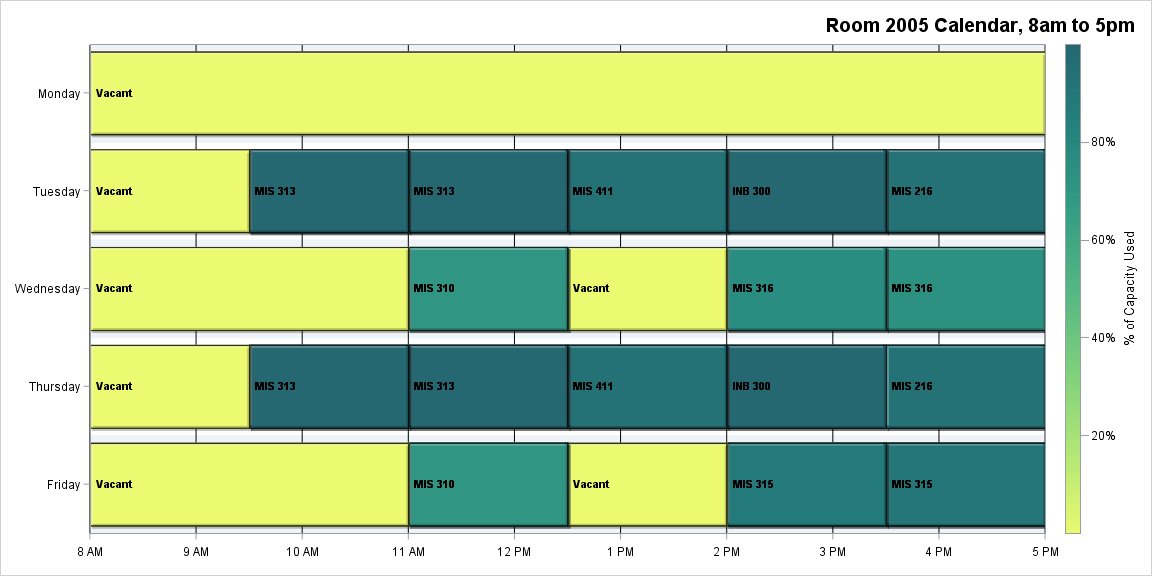 Room 2005 Calendar, 8am to 5pm
Monday
Vacant
Tuesday
Vacant
MIS 313
MIS 313
MIS 411
INB 300
MIS 216
Wednesday
Vacant
MIS 310
Vacant
MIS 316
MIS 316
Thursday
Vacant
MIS 313
MIS 313
MIS 411
INB 300
MIS 216
Friday
Vacant
MIS 310
Vacant
MIS 315
MIS 315
8 AM
9 AM
10 AM
11 AM
12 PM
1 PM
2 PM
3 PM
4 PM
5 PM
80%
60%
40%
20%
% of Capacity Used